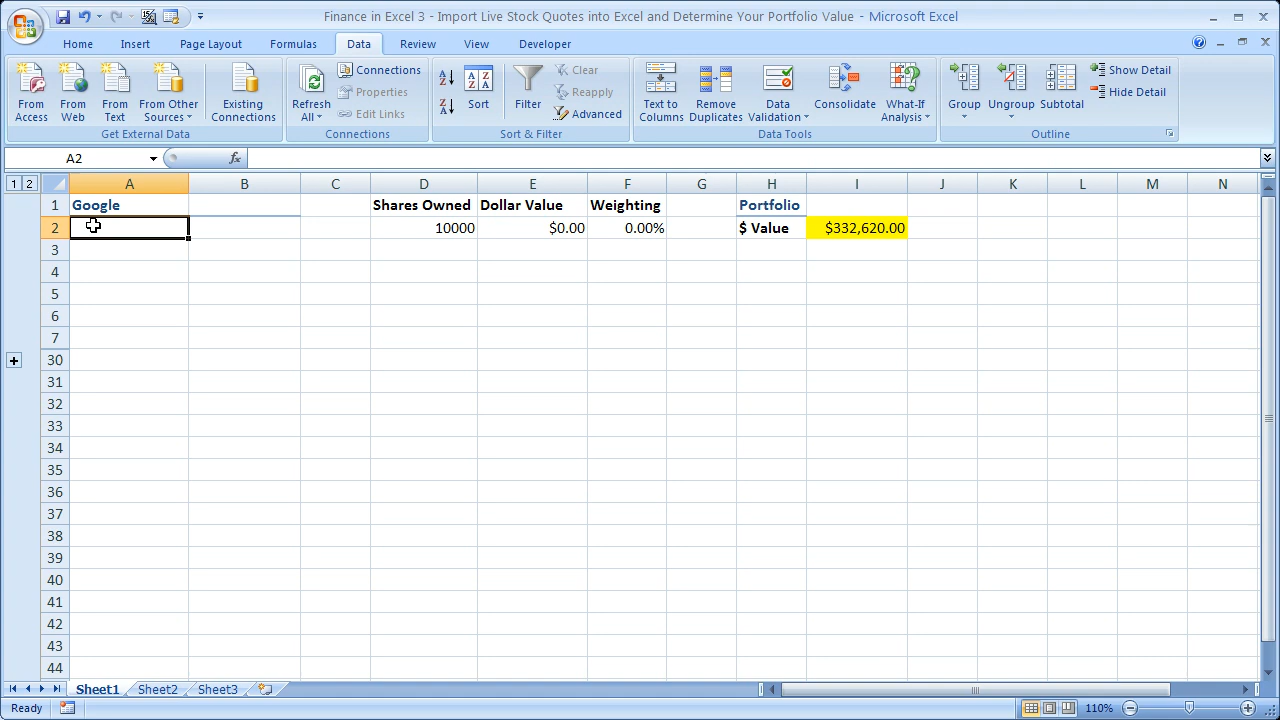 Finance in Excel 3 - Import Live Stock Quotes into Excel and Determine Your Portfolio Value - Microsoft Excel
Home Insert Page Layout Formulas Data Review View Developer
From Access
From Web
From Text
From Other Sources
Existing Connections
Get External Data
Refresh All
Connections
Properties
Edit Links
Connections
Sort
Filter
Clear
Reapply
Advanced
Sort & Filter
Text to Columns
Remove Duplicates
Data Validation
Consolidate
What-If Analysis
Data Tools
Group
Ungroup
Subtotal
Show Detail
Hide Detail
Outline
A2 fx
1 2 A B C D E F G H I J K L M N
1 Google Shares Owned Dollar Value Weighting Portfolio
2 10000 $0.00 0.00% $ Value $332,620.00
3
4
5
6
7
30
31
32
33
34
35
36
37
38
39
40
41
42
43
44
Sheet1 Sheet2 Sheet3
Ready 110%